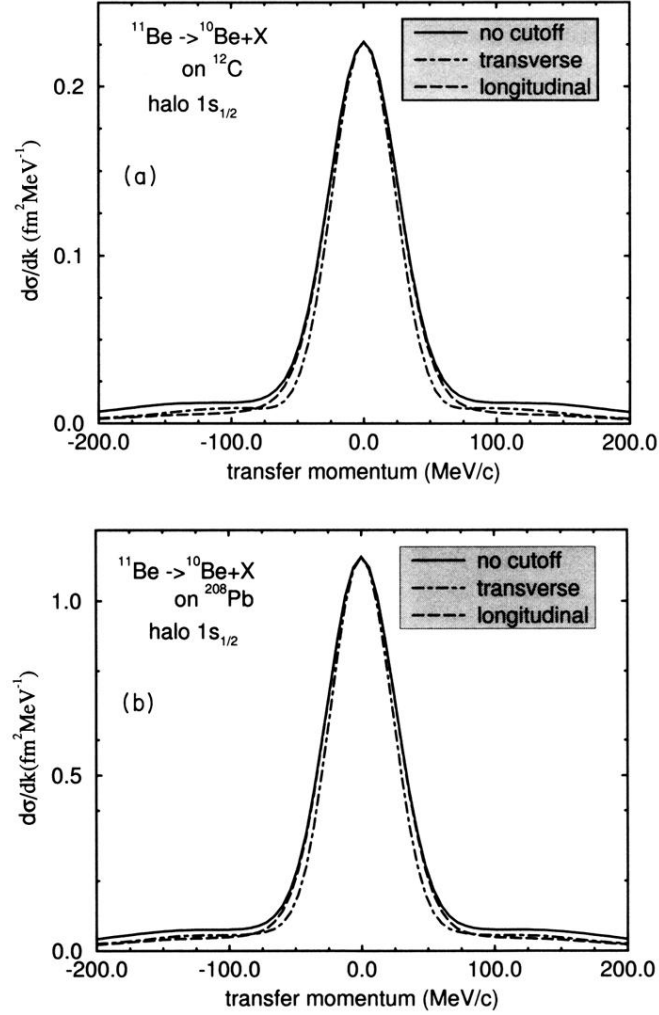 ¹¹Be ->¹⁰Be+X
on ¹²C
halo 1s₁/₂
(a)
no cutoff
transverse
longitudinal
dσ/dk (fm²MeV⁻¹)
0.2
0.1
0.0
-200.0 -100.0 0.0 100.0 200.0
transfer momentum (MeV/c)
¹¹Be ->¹⁰Be+X
on ²⁰⁸Pb
halo 1s₁/₂
(b)
no cutoff
transverse
longitudinal
dσ/dk(fm²MeV⁻¹)
1.0
0.5
0.0
-200.0 -100.0 0.0 100.0 200.0
transfer momentum (MeV/c)